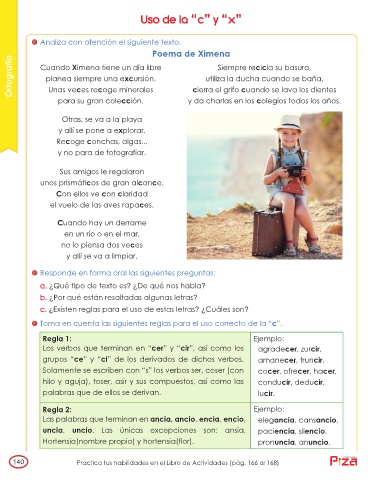 Uso de la "c" y "x"
Ortografía
Analiza con atención el siguiente texto.
Poema de Ximena
Cuando Ximena tiene un día libre
planea siempre una excursión.
Unas veces recoge minerales
para su gran colección.
Otras, se va a la playa
y allí se pone a explorar.
Recoge conchas, algas...
y no para de fotografiar.
Sus amigos le regalaron
unos prismáticos de gran alcance.
Con ellos ve con claridad
el vuelo de las aves rapaces.
Cuando hay un derrame
en un río o en el mar,
no lo piensa dos veces
y allí se va a limpiar.
Siempre recicla su basura,
utiliza la ducha cuando se baña,
cierra el grifo cuando se lava los dientes
y da charlas en los colegios todos los años.
Responde en forma oral las siguientes preguntas:
a. ¿Qué tipo de texto es? ¿De qué nos habla?
b. ¿Por qué están resaltadas algunas letras?
c. ¿Existen reglas para el uso de estas letras? ¿Cuáles son?
Toma en cuenta las siguientes reglas para el uso correcto de la "c".
Regla 1:
Los verbos que terminan en "cer" y "cir", así como los
grupos "ce" y "ci" de los derivados de dichos verbos.
Solamente se escriben con "s" los verbos ser, coser (con
hilo y aguja), toser, asir y sus compuestos, así como las
palabras que de ellos se derivan.
Ejemplo:
agradecer, zurcir,
amanecer, fruncir,
cocer, ofrecer, hacer,
conducir, deducir,
lucir.
Regla 2:
Las palabras que terminan en ancia, ancio, encia, encio,
uncia, uncio. Las únicas excepciones son: ansia,
Hortensia(nombre propio) y hortensia(flor).
Ejemplo:
elegancia, cansancio,
paciencia, silencio,
pronuncia, anuncio.
140
Practica tus habilidades en el Libro de Actividades (pág. 166 al 168)